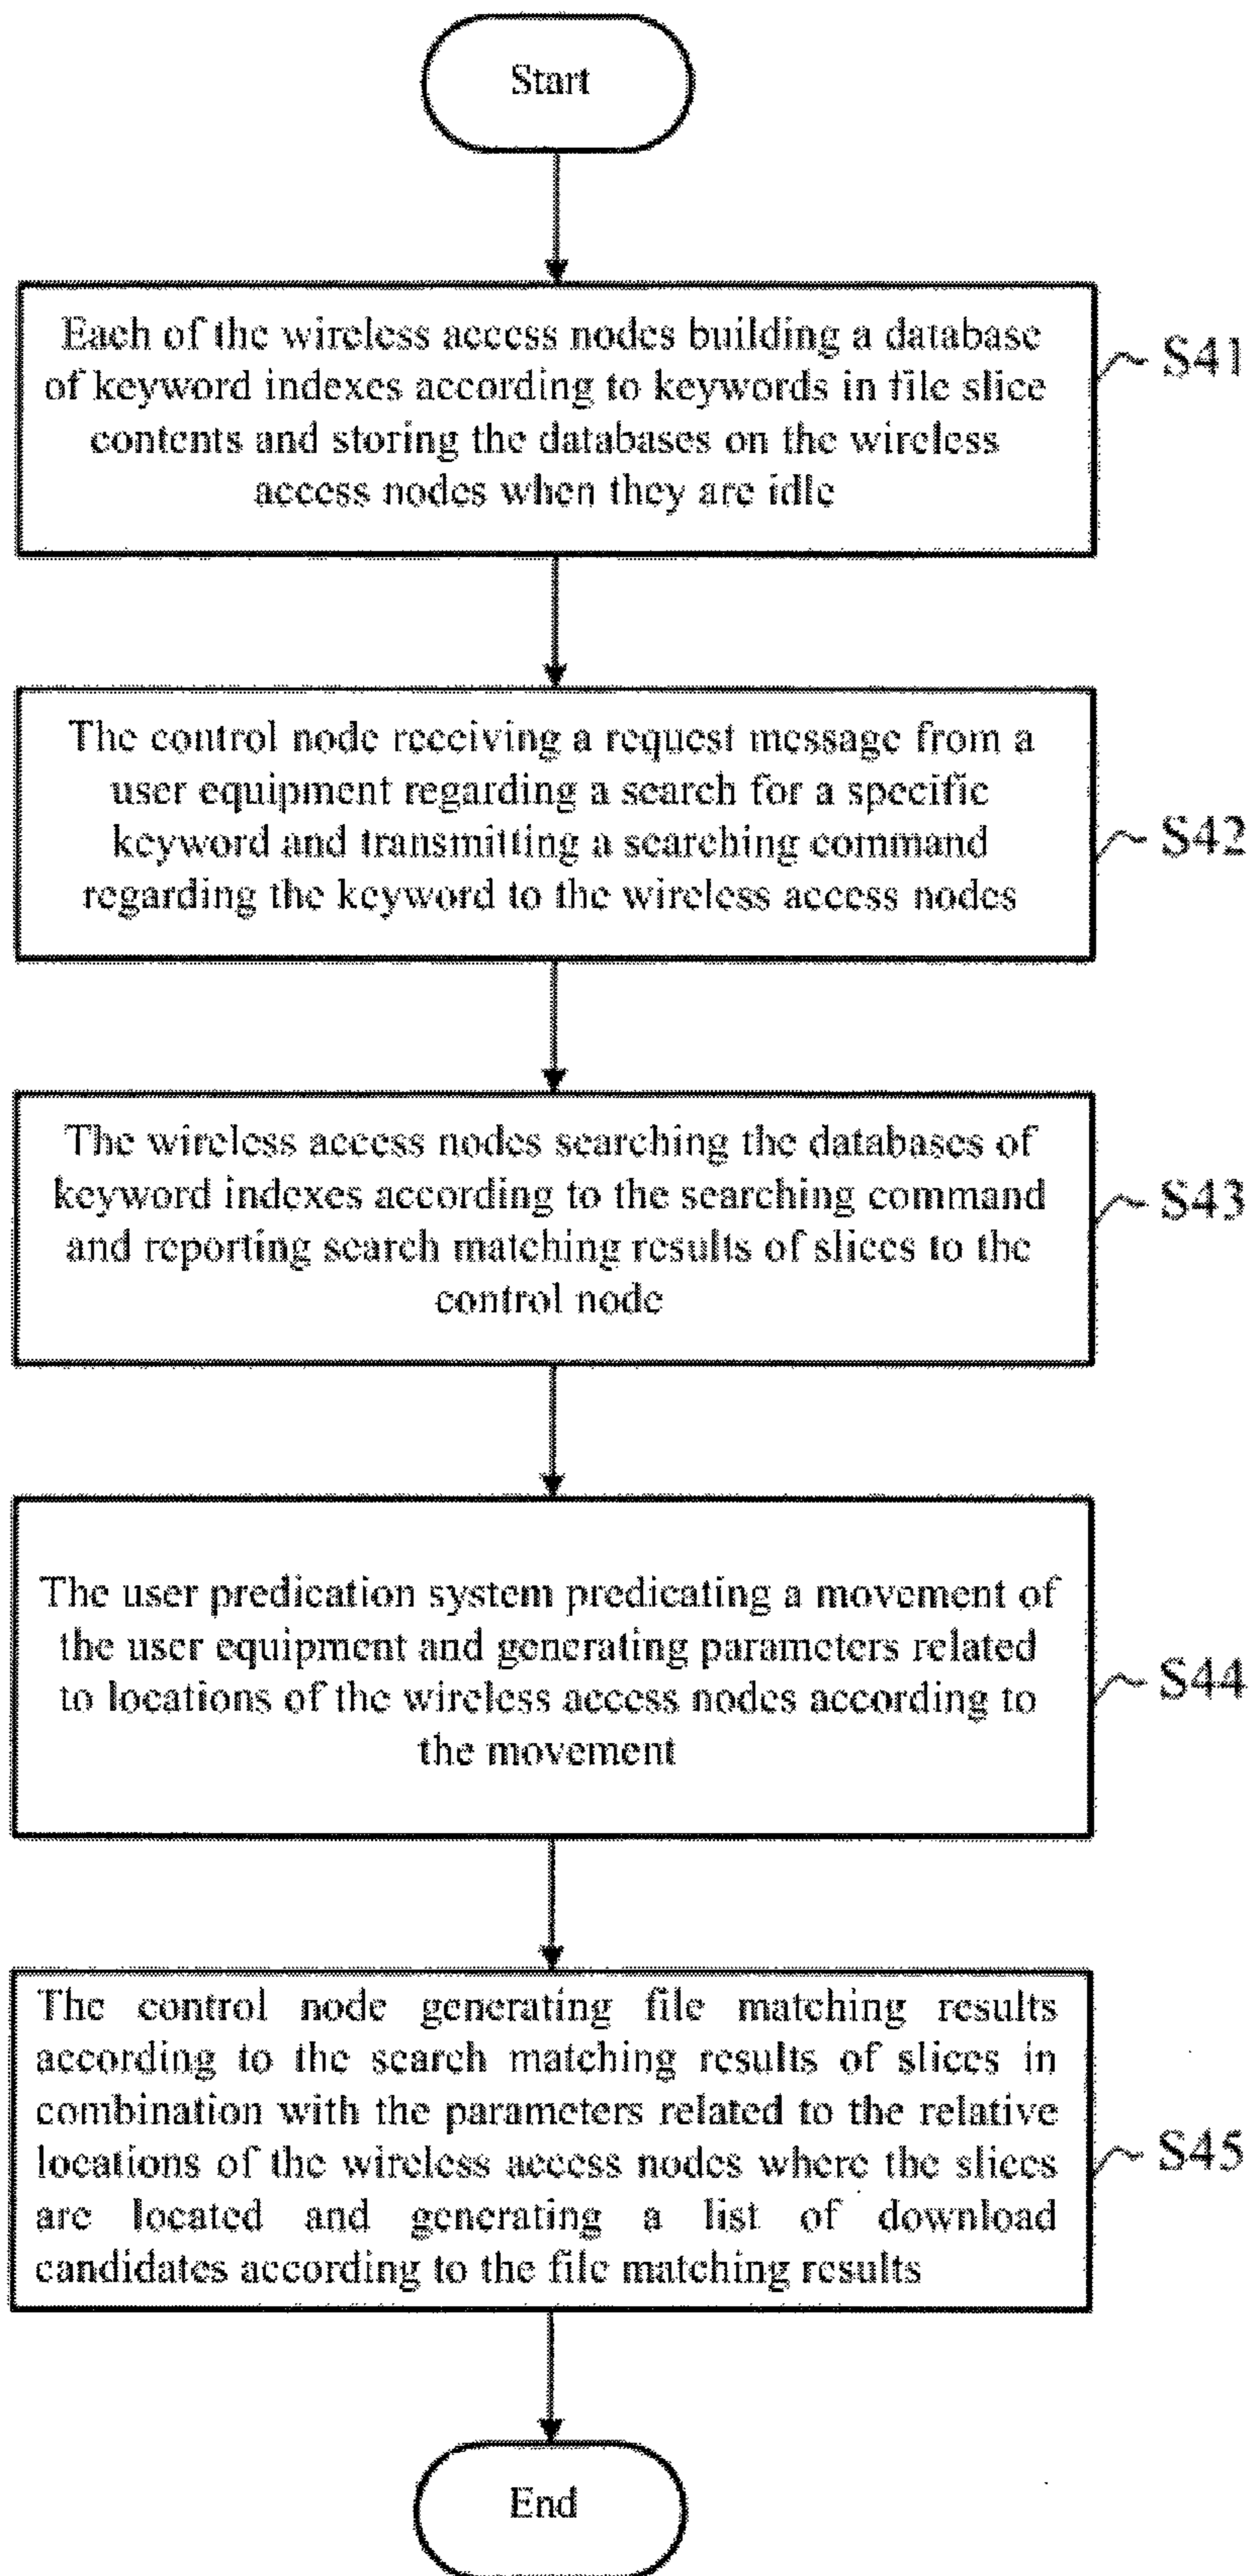 Start
Each of the wireless access nodes building a database
of keyword indexes according to keywords in file slice
contents and storing the databases on the wireless
access nodes when they are idle
S41
The control node receiving a request message from a
user equipment regarding a search for a specific
keyword and transmitting a searching command
regarding the keyword to the wireless access nodes
S42
The wireless access nodes searching the databases of
keyword indexes according to the searching command
and reporting search matching results of slices to the
control node
S43
The user predication system predicating a movement of
the user equipment and generating parameters related
to locations of the wireless access nodes according to
the movement
S44
The control node generating file matching results
according to the search matching results of slices in
combination with the parameters related to the relative
locations of the wireless access nodes where the slices
are located and generating a list of download
candidates according to the file matching results
S45
End